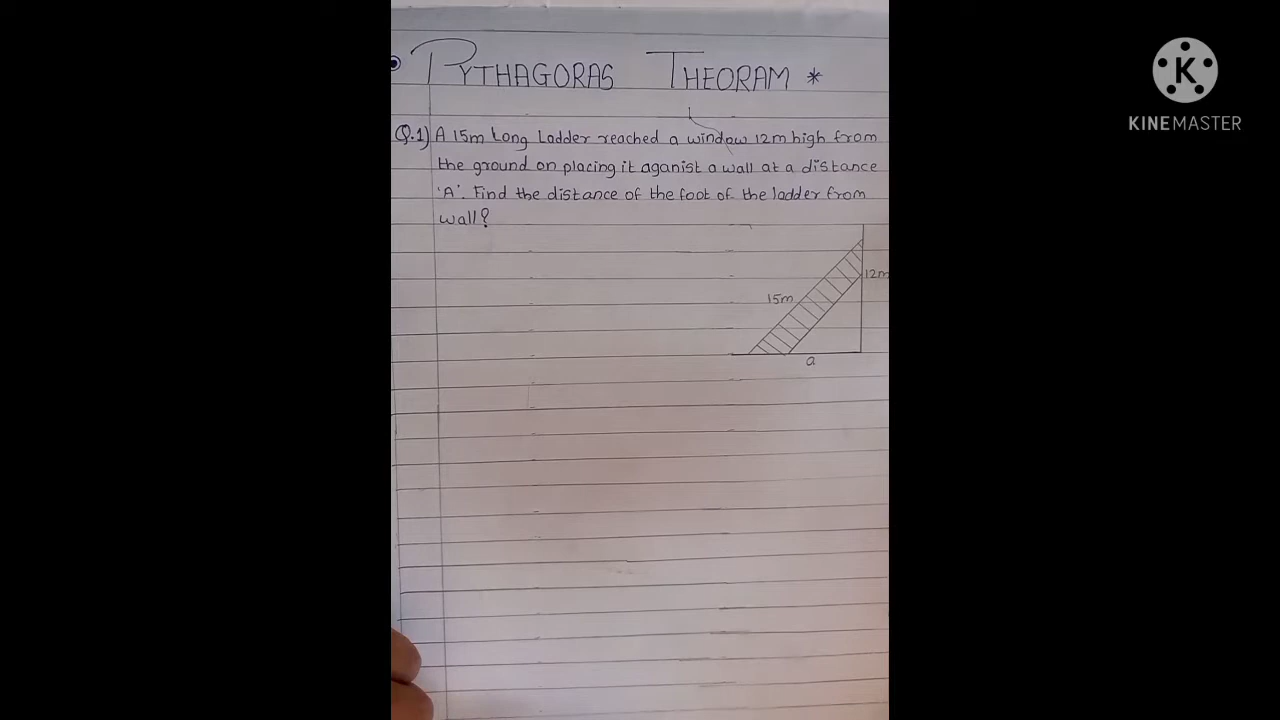 PYTHAGORAS THEORAM *
Q.1) A 15m Long Ladder reached a window 12m high from
the ground on placing it aganist a wall at a distance
'A'. Find the distance of the foot of the ladder from
wall?
12m
15m
a
K
KINEMASTER